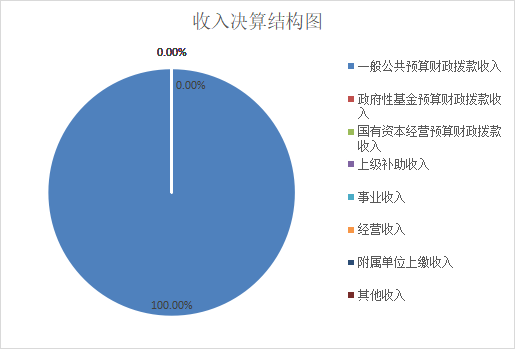 收入决算结构图
0.00%
0.00%
100.00%
一般公共预算财政拨款收入
政府性基金预算财政拨款收
入
国有资本经营预算财政拨款
收入
上级补助收入
事业收入
经营收入
附属单位上缴收入
其他收入